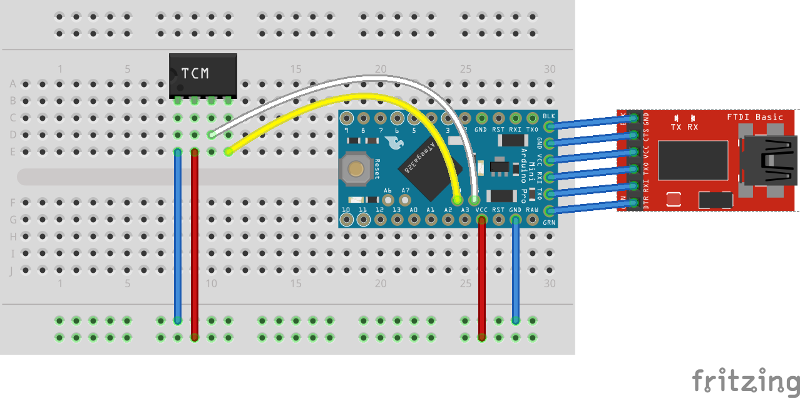 1 5 15 20 25 30
A
B
C
D
E
F
G
H
I
J
1 5 10 15 25 30
TCM
9 8 7 6 5 3 2 GND RST RXI TXO
BLK
GND
VCC
RXI
TXO
GRN
Reset
ATmega328
Arduino Pro
Mini
A6 A7
10 11 12 13 A0 A1 A2 A3 VCC RST GND RAW
FTDI Basic
TX RX
GND
CTS
VCC
TXO
RXI
DTR
fritzing